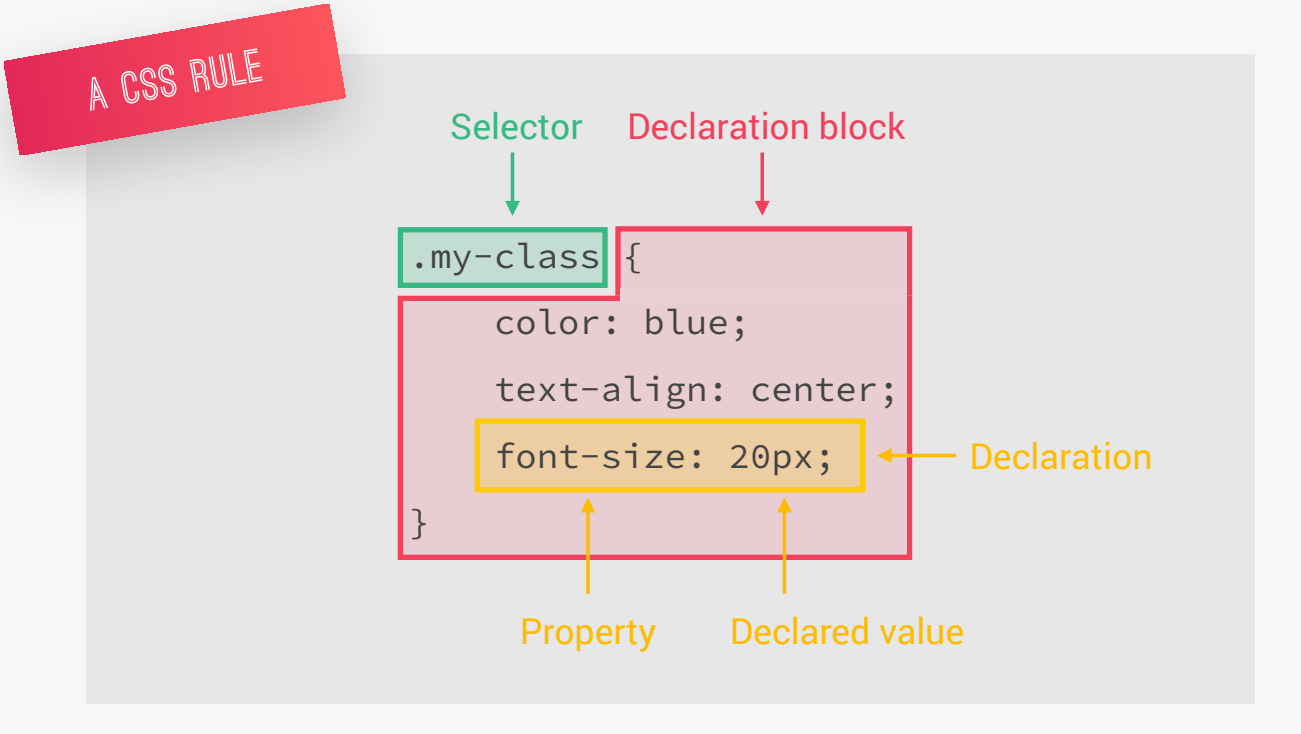 A CSS RULE
Selector Declaration block
.my-class {
color: blue;
text-align: center;
font-size: 20px; Declaration
}
Property Declared value